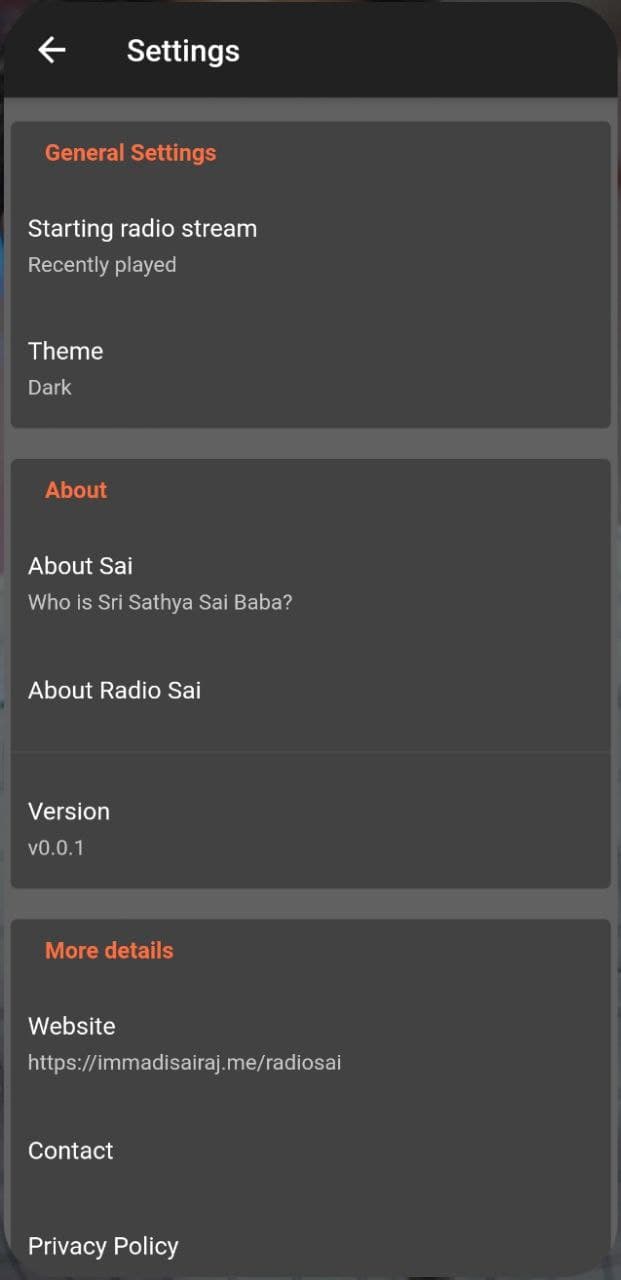 Settings
General Settings
Starting radio stream
Recently played
Theme
Dark
About
About Sai
Who is Sri Sathya Sai Baba?
About Radio Sai
Version
v0.0.1
More details
Website
https://immadisairaj.me/radiosai
Contact
Privacy Policy